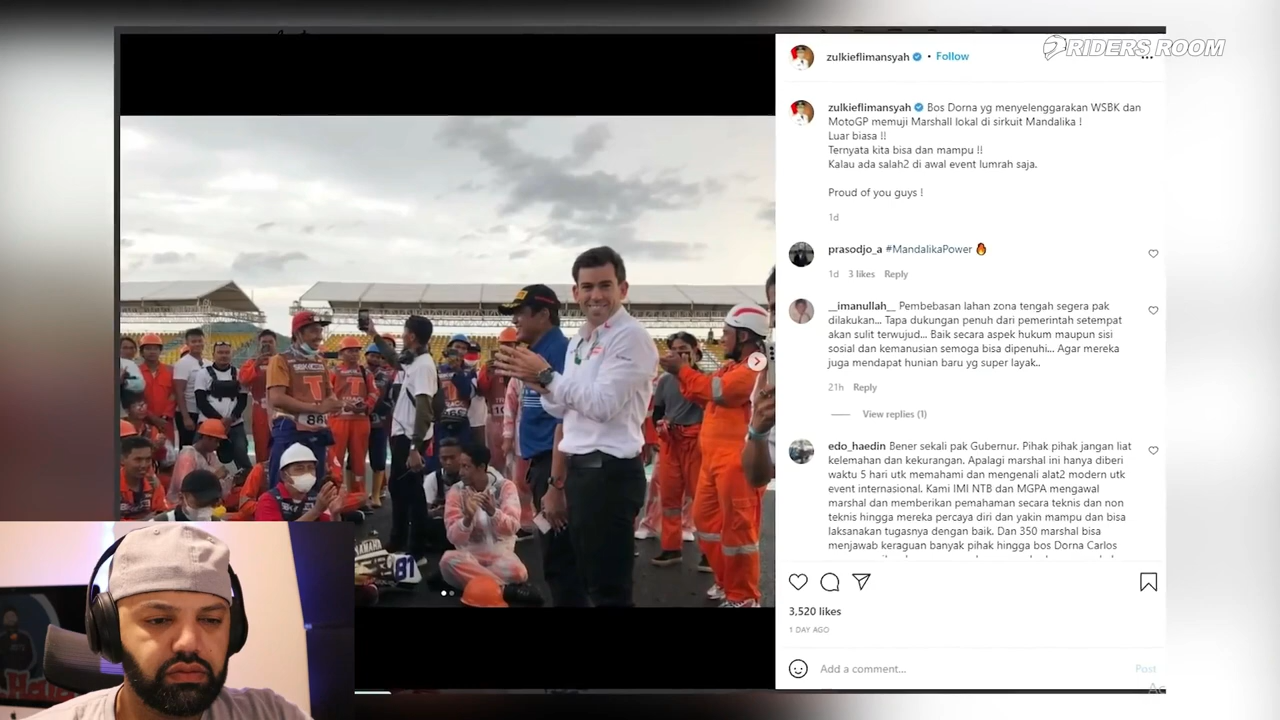 RIDERS ROOM
zulkieflimansyah • Follow
zulkieflimansyah Bos Dorna yg menyelenggarakan WSBK dan
MotoGP memuji Marshall lokal di sirkuit Mandalika !
Luar biasa !!
Ternyata kita bisa dan mampu !!
Kalau ada salah2 di awal event lumrah saja.
Proud of you guys !
1d
prasodjo_a #MandalikaPower 🔥
1d 3 likes Reply
__imanullah__ Pembebasan lahan zona tengah segera pak
dilakukan... Tapa dukungan penuh dari pemerintah setempat
akan sulit terwujud... Baik secara aspek hukum maupun sisi
sosial dan kemanusian semoga bisa dipenuhi... Agar mereka
juga mendapat hunian baru yg super layak..
21h Reply
View replies (1)
edo_haedin Bener sekali pak Gubernur. Pihak pihak jangan liat
kelemahan dan kekurangan. Apalagi marshal ini hanya diberi
waktu 5 hari utk memahami dan mengenali alat2 modern utk
event internasional. Kami IMI NTB dan MGPA mengawal
marshal dan memberikan pemahaman secara teknis dan non
teknis hingga mereka percaya diri dan yakin mampu dan bisa
laksanakan tugasnya dengan baik. Dan 350 marshal bisa
menjawab keraguan banyak pihak hingga bos Dorna Carlos
3,520 likes
1 DAY AGO
Add a comment...
Post
86
81